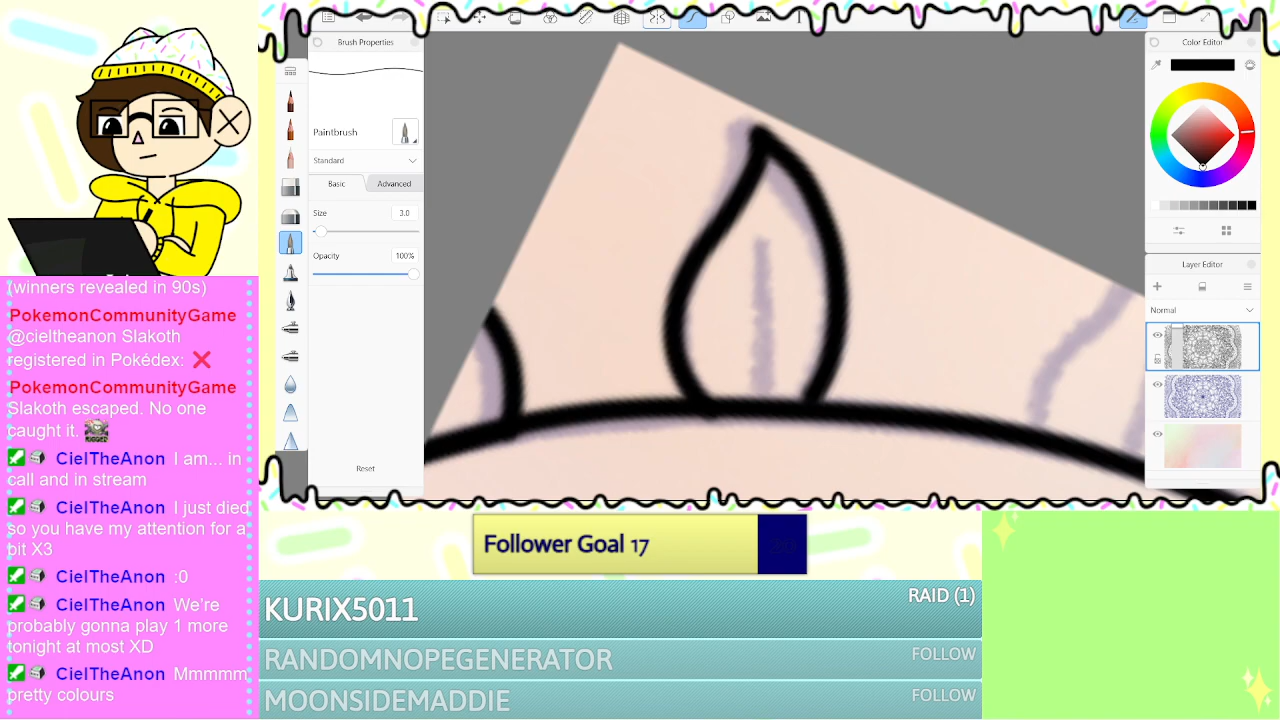 Brush Properties
Paintbrush
Standard
Basic
Advanced
Size
3.0
Opacity
100%
Reset
Color Editor
Layer Editor
Normal
(winners revealed in 90s)
PokemonCommunityGame
@cieltheanon Slakoth
registered in Pokédex: ❌
PokemonCommunityGame
Slakoth escaped. No one
caught it.
CielTheAnon I am... in
call and in stream
CielTheAnon I just died
so you have my attention for a
bit X3
CielTheAnon :0
CielTheAnon We're
probably gonna play 1 more
tonight at most XD
CielTheAnon Mmmmm
pretty colours
Follower Goal 17
KURIX5011
RAID (1)
RANDOMNOPEGENERATOR
FOLLOW
MOONSIDEMADDIE
FOLLOW